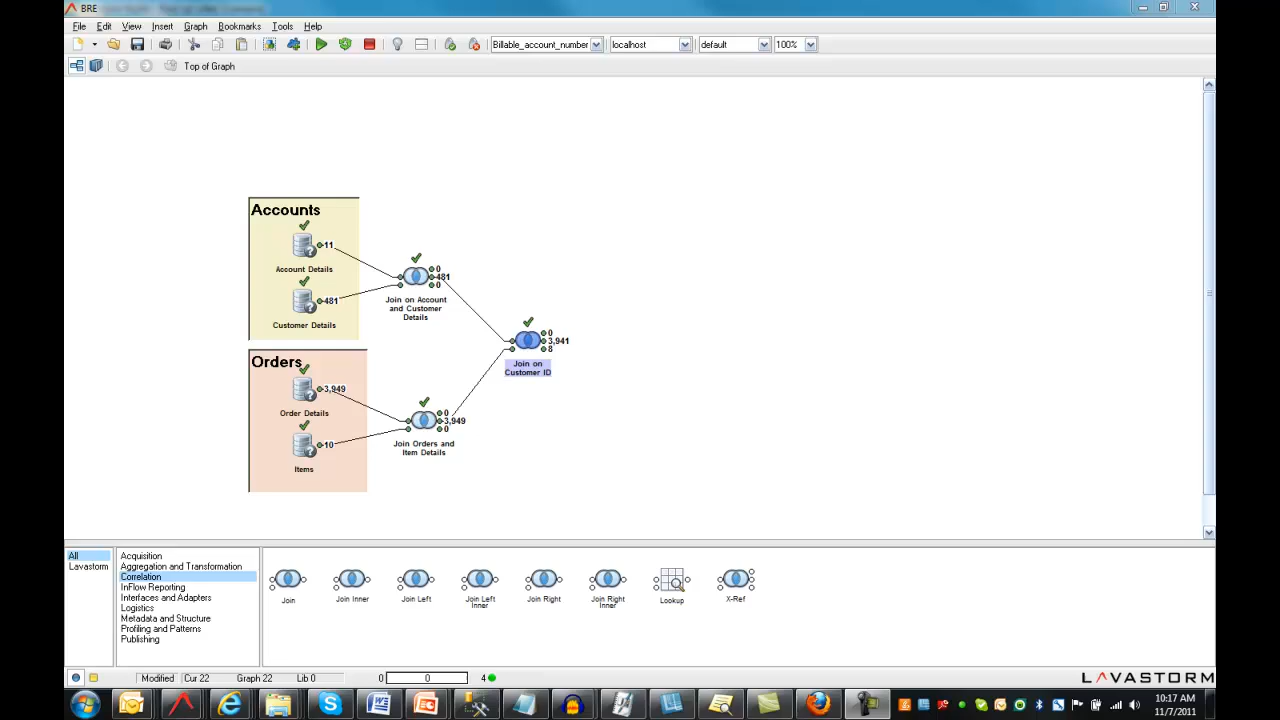 BRE
File Edit View Insert Graph Bookmarks Tools Help
Billable_account_number localhost default 100%
Top of Graph
Accounts
11
Account Details
481
Customer Details
0
481
0
Join on Account
and Customer
Details
Orders
3,949
Order Details
10
Items
0
3,949
0
Join Orders and
Item Details
0
3,941
8
Join on
Customer ID
All
Lavastorm
Acquisition
Aggregation and Transformation
Correlation
InFlow Reporting
Interfaces and Adapters
Logistics
Metadata and Structure
Profiling and Patterns
Publishing
Join
Join Inner
Join Left
Join Left
Inner
Join Right
Join Right
Inner
Lookup
X-Ref
Modified Cur 22 Graph 22 Lib 0 0 0 4
LAVASTORM
10:17 AM
11/7/2011